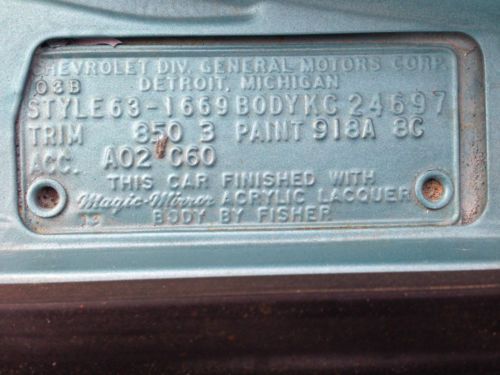 CHEVROLET DIV. GENERAL MOTORS CORP.
DETROIT, MICHIGAN
03B
STYLE 63-1669 BODY KC 24697
TRIM 850 3 PAINT 918A 8C
ACC. A02 C60
THIS CAR FINISHED WITH
Magic-Mirror ACRYLIC LACQUER
BODY BY FISHER